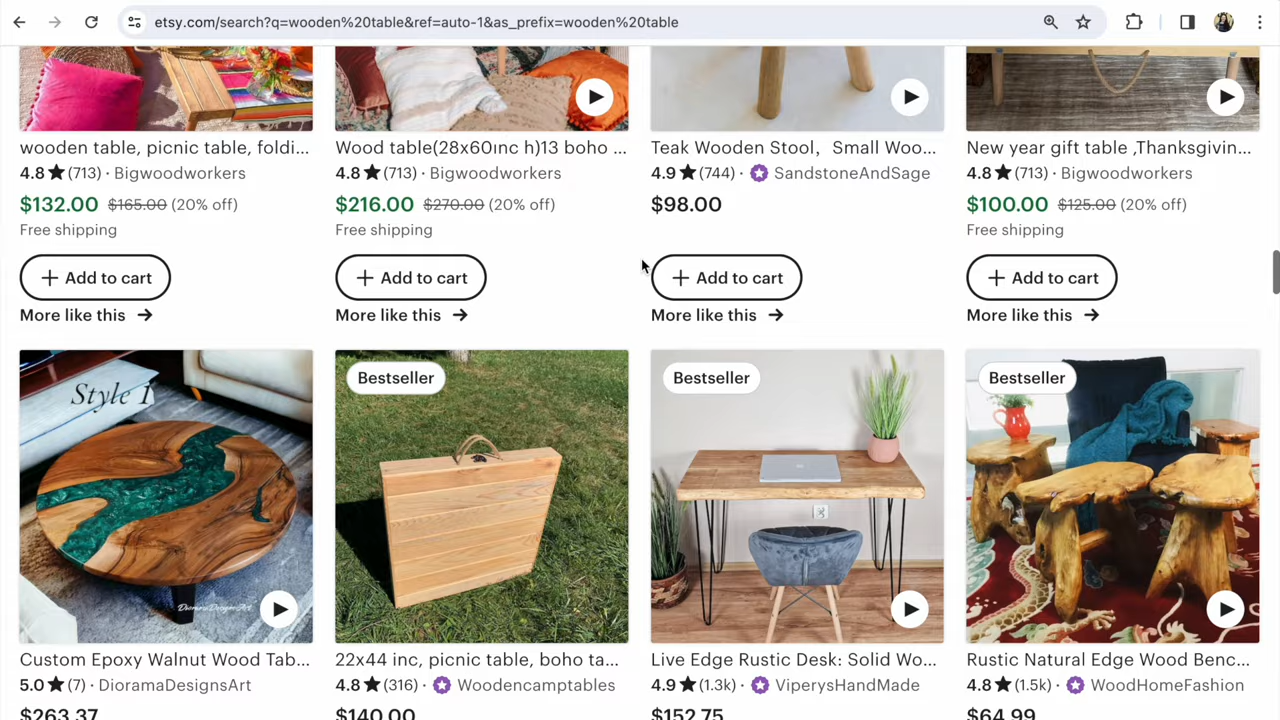 etsy.com/search?q=wooden%20table&ref=auto-1&as_prefix=wooden%20table
wooden table, picnic table, foldi...
4.8★(713) · Bigwoodworkers
$132.00 $165.00 (20% off)
Free shipping
+ Add to cart
More like this →
Wood table(28x60ınc h)13 boho ...
4.8★(713) · Bigwoodworkers
$216.00 $270.00 (20% off)
Free shipping
+ Add to cart
More like this →
Teak Wooden Stool，Small Woo...
4.9★(744) · SandstoneAndSage
$98.00
+ Add to cart
More like this →
New year gift table ,Thanksgivin...
4.8★(713) · Bigwoodworkers
$100.00 $125.00 (20% off)
Free shipping
+ Add to cart
More like this →
Style 1
DioramaDesignsArt
Custom Epoxy Walnut Wood Tab...
5.0★(7) · DioramaDesignsArt
$263.37
Bestseller
22x44 inc, picnic table, boho ta...
4.8★(316) · Woodencamptables
$140.00
Bestseller
Live Edge Rustic Desk: Solid Wo...
4.9★(1.3k) · ViperysHandMade
$152.75
Bestseller
Rustic Natural Edge Wood Benc...
4.8★(1.5k) · WoodHomeFashion
$64.99